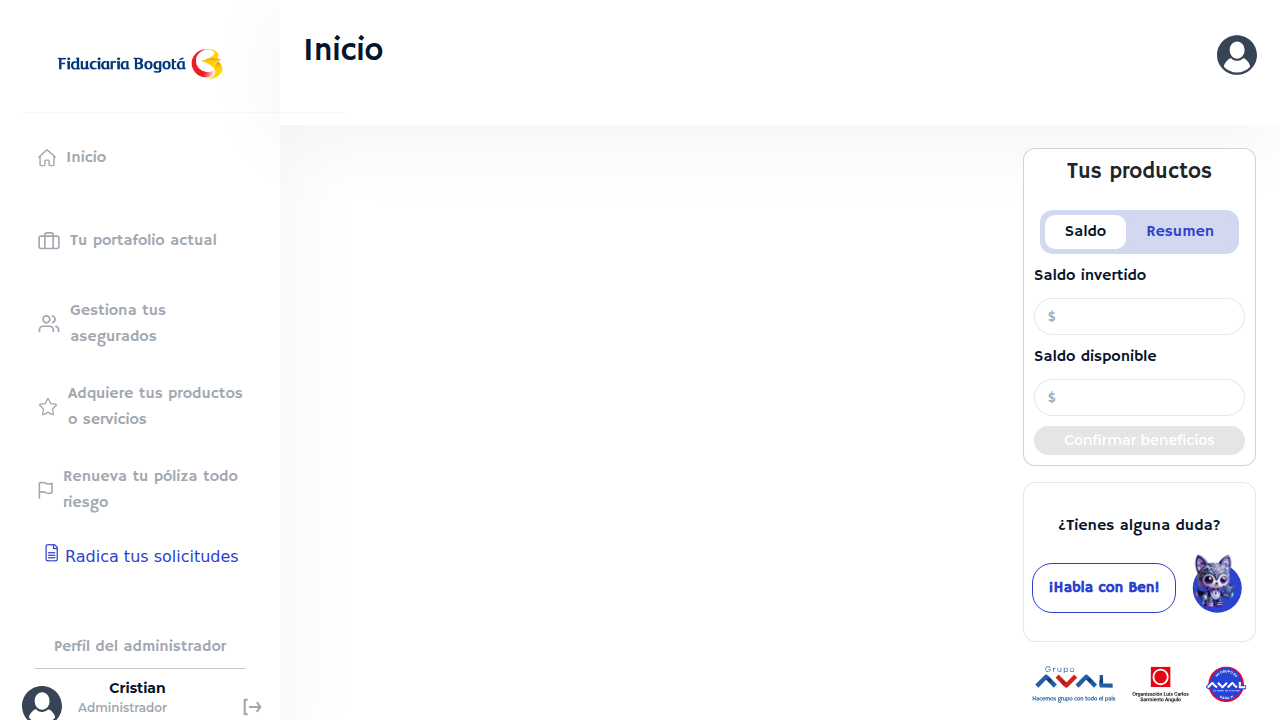 Fiduciaria Bogotá
Inicio
Inicio
Tu portafolio actual
Gestiona tus
asegurados
Adquiere tus productos
o servicios
Renueva tu póliza todo
riesgo
Radica tus solicitudes
Perfil del administrador
Cristian
Administrador
Tus productos
Saldo
Resumen
Saldo invertido
$
Saldo disponible
$
Confirmar beneficios
¿Tienes alguna duda?
¡Habla con Ben!
Grupo
AVAL
Hacemos grupo con todo el país
Organización Luis Carlos
Sarmiento Angulo
AVAL